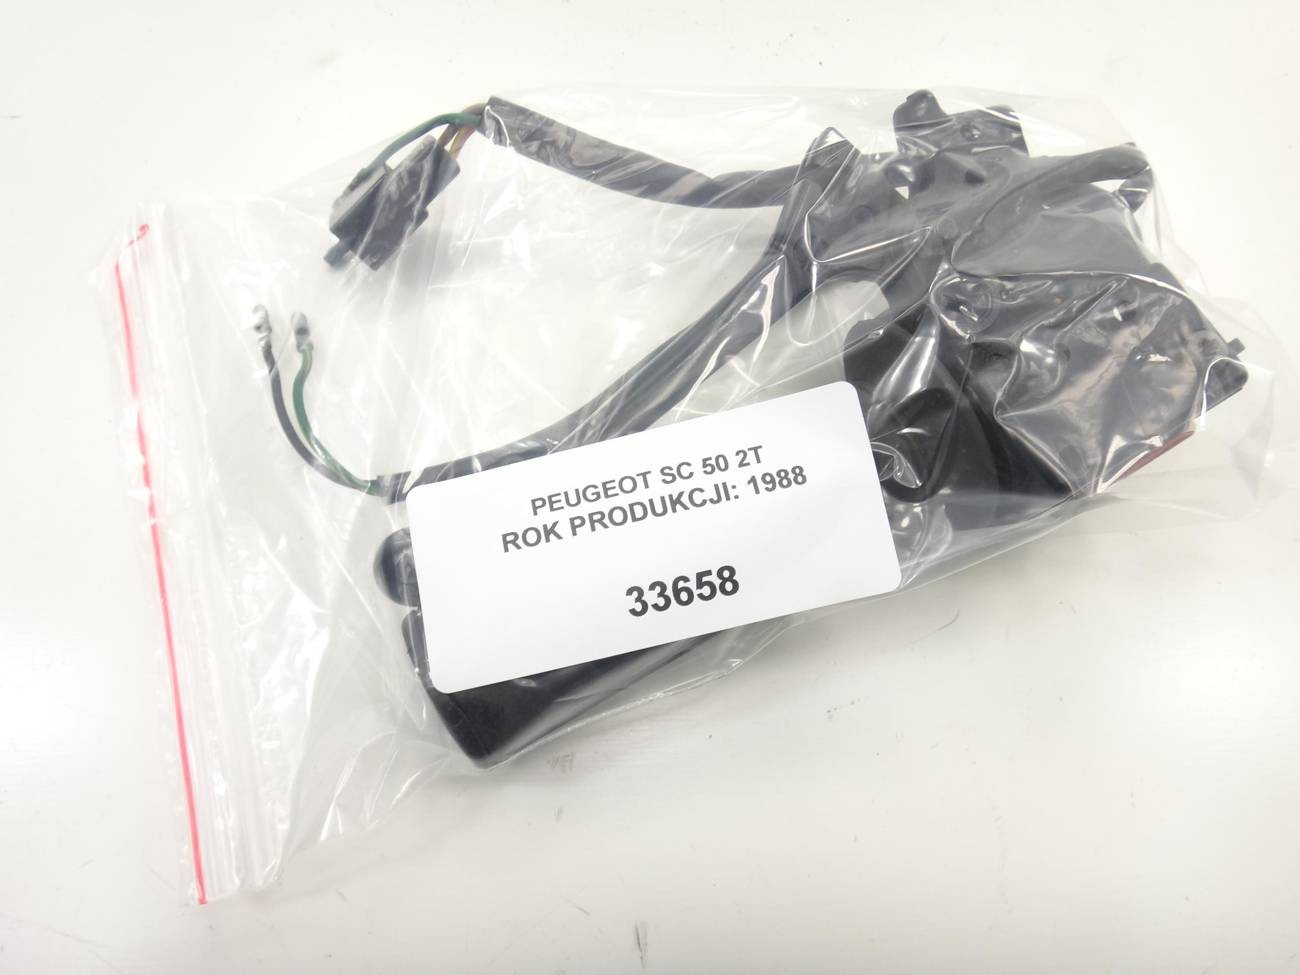 PEUGEOT SC 50 2T
ROK PRODUKCJI: 1988
33658